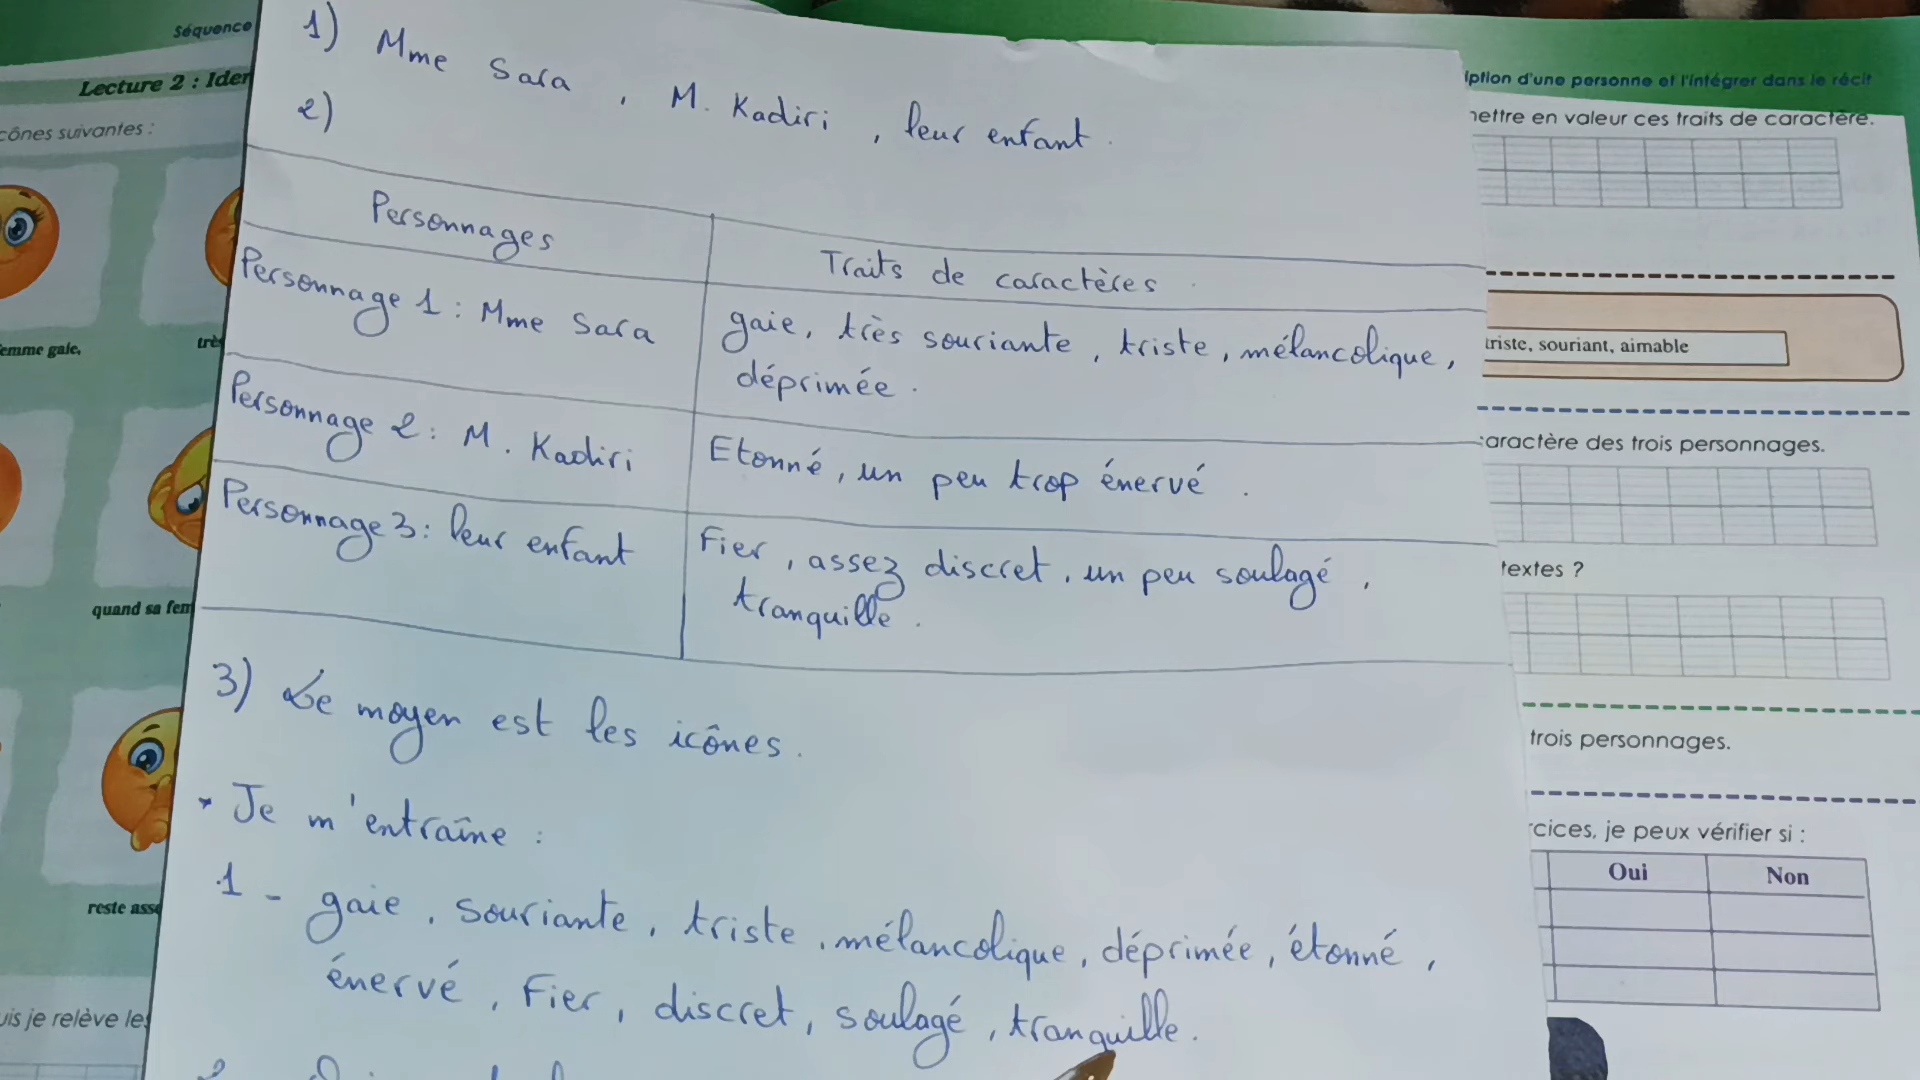 Séquence
Lecture 2 : Iden
cônes suivantes :
emme gaie,
très
quand sa fem
reste asse
uis je relève les
1) Mme Sara , M. Kadiri , leur enfant .
2)
Personnages
Traits de caractères .
Personnage 1 : Mme Sara
gaie, très souriante , triste, mélancolique,
déprimée .
Personnage 2 : M. Kadiri
Etonné, un peu trop énervé .
Personnage 3 : leur enfant
Fier , assez discret, un peu soulagé ,
tranquille .
3) Le moyen est les icônes .
* Je m'entraîne :
1 - gaie , souriante, triste , mélancolique, déprimée, étonné ,
énervé , Fier , discret, soulagé , tranquille .
iption d'une personne et l'intégrer dans le récit
nettre en valeur ces traits de caractère.
triste, souriant, aimable
caractère des trois personnages.
textes ?
trois personnages.
rcices, je peux vérifier si :
Oui
Non